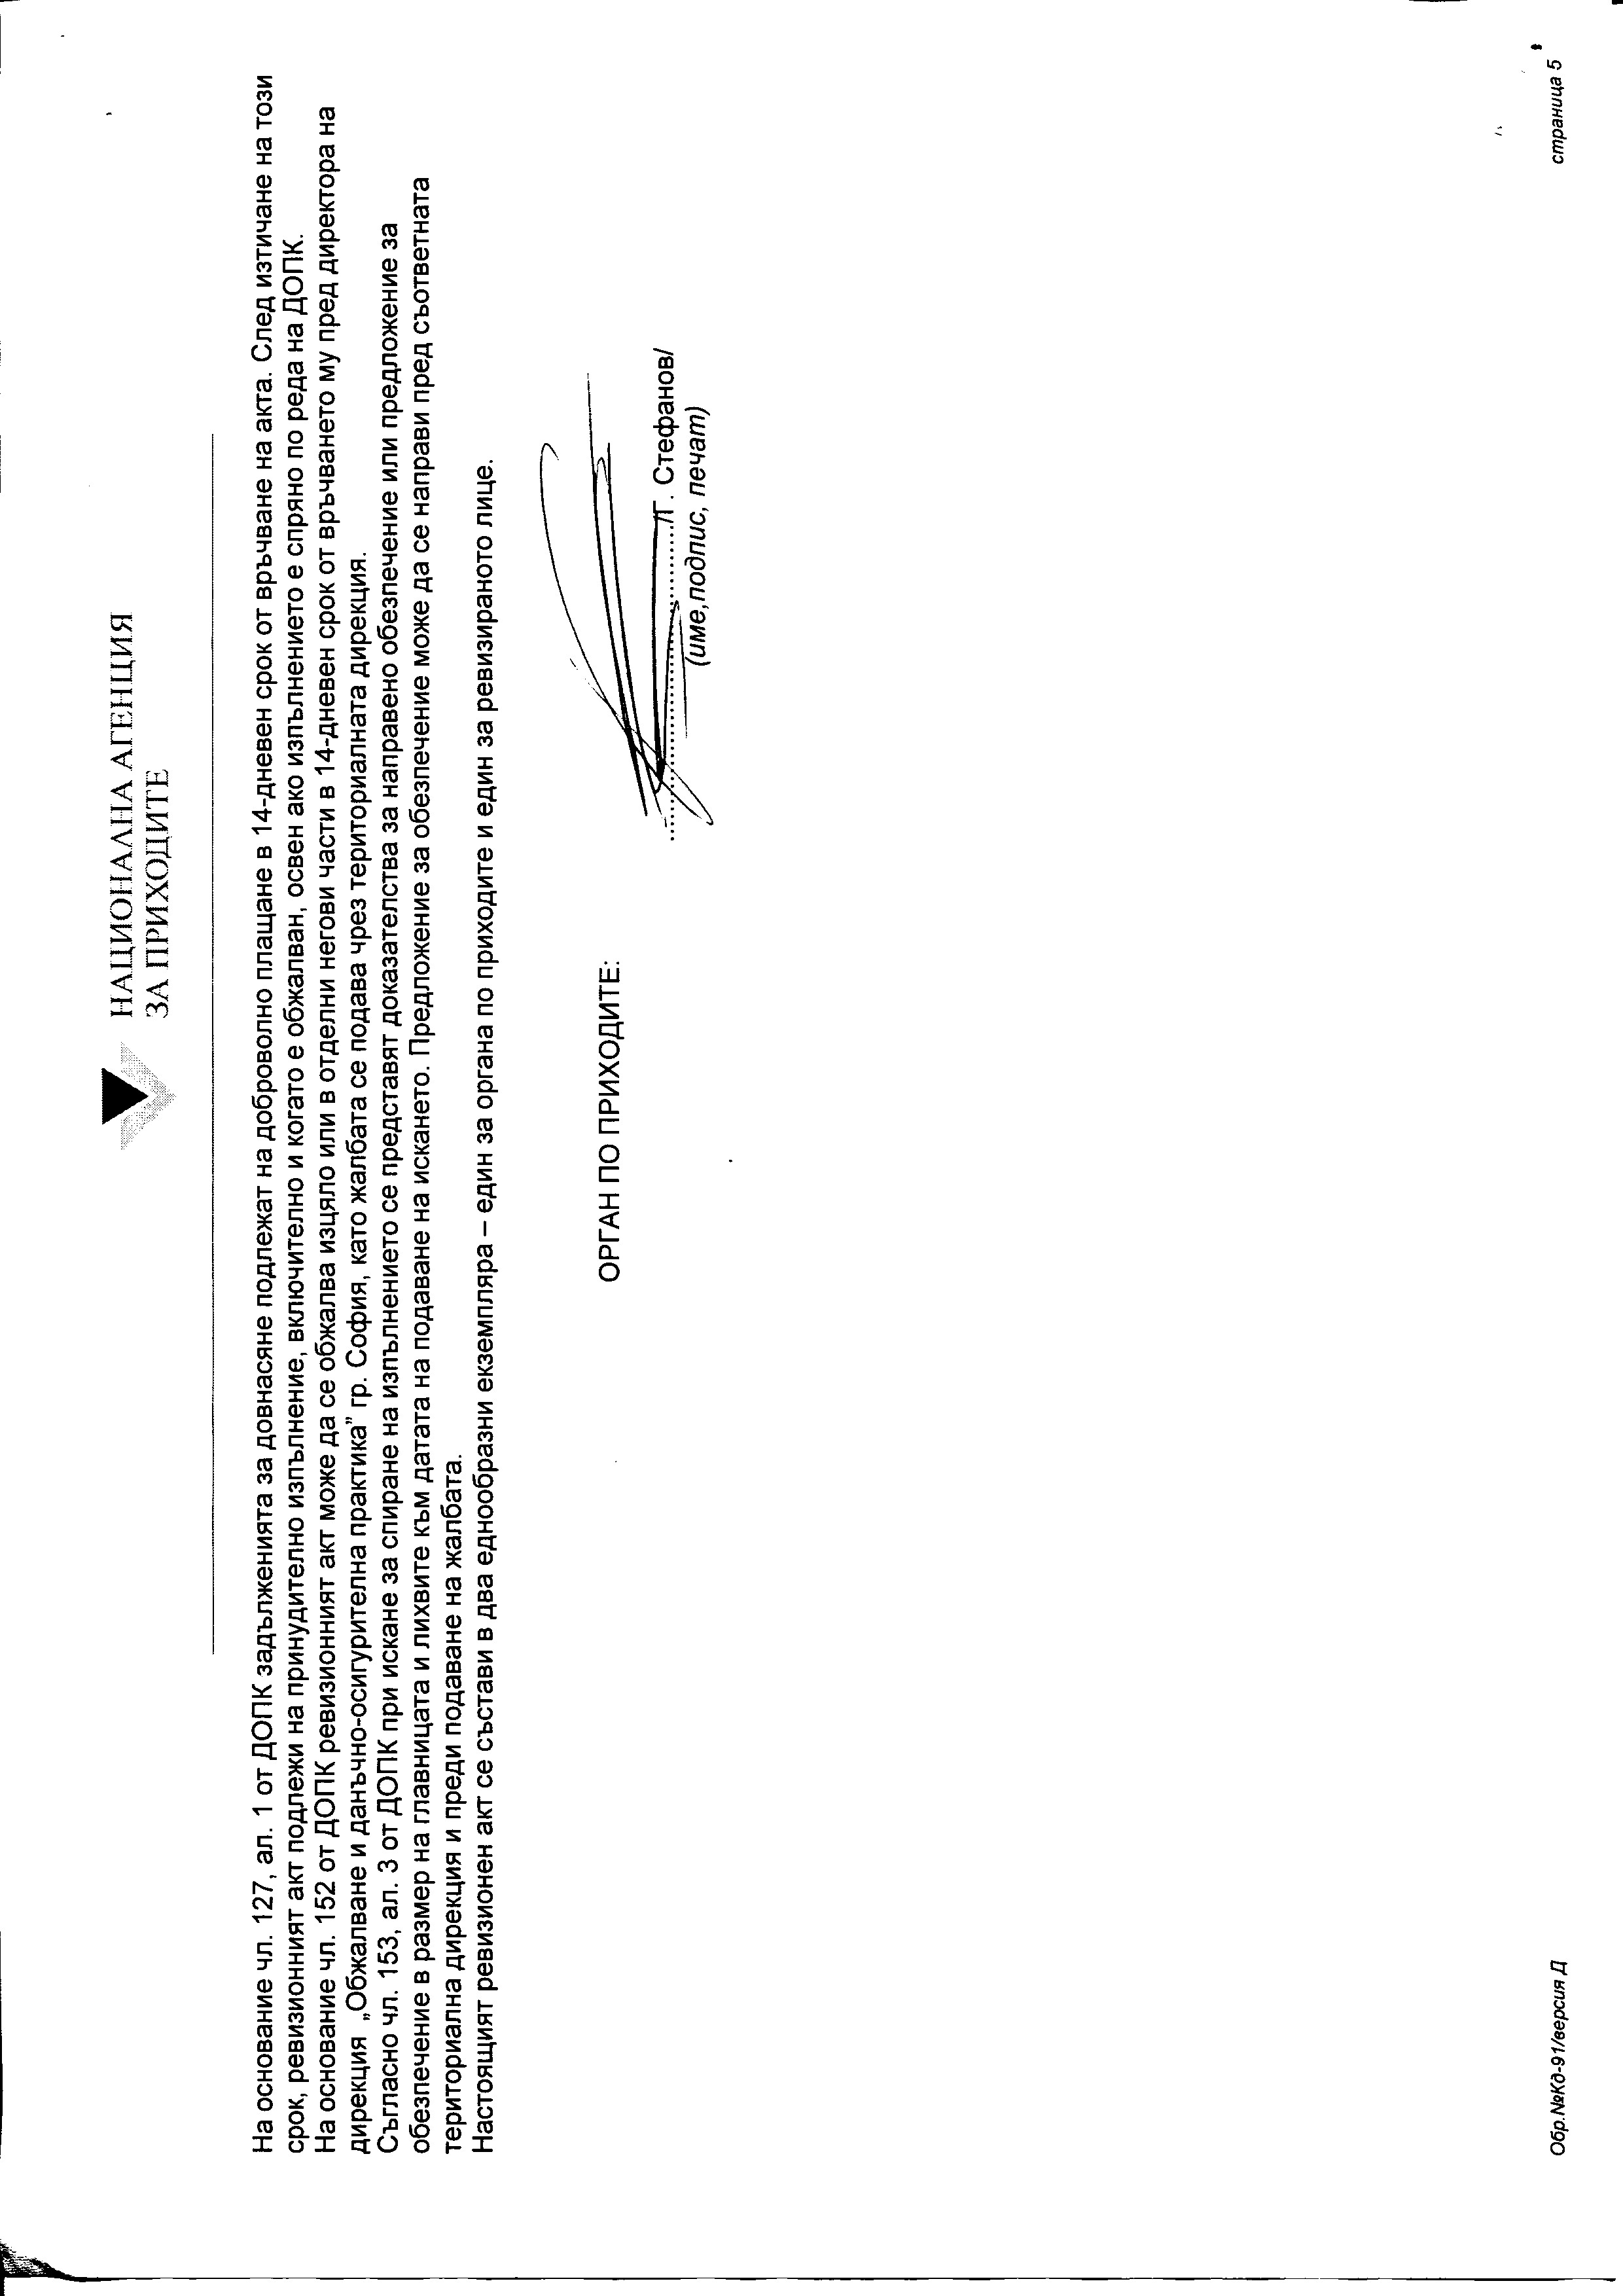 НАЦИОНАЛНА АГЕНЦИЯ
ЗА ПРИХОДИТЕ
На основание чл. 127, ал. 1 от ДОПК задълженията за довнасяне подлежат на доброволно плащане в 14-дневен срок от връчване на акта. След изтичане на този
срок, ревизионният акт подлежи на принудително изпълнение, включително и когато е обжалван, освен ако изпълнението е спряно по реда на ДОПК.
На основание чл. 152 от ДОПК ревизионният акт може да се обжалва изцяло или в отделни негови части в 14-дневен срок от връчването му пред директора на
дирекция „Обжалване и данъчно-осигурителна практика” гр. София, като жалбата се подава чрез териториалната дирекция.
Съгласно чл. 153, ал. 3 от ДОПК при искане за спиране на изпълнението се представят доказателства за направено обезпечение или предложение за
обезпечение в размер на главницата и лихвите към датата на подаване на искането. Предложение за обезпечение може да се направи пред съответната
териториална дирекция и преди подаване на жалбата.
Настоящият ревизионен акт се състави в два еднообразни екземпляра – един за органа по приходите и един за ревизираното лице.
ОРГАН ПО ПРИХОДИТЕ:
/Г. Стефанов/
(име,подпис, печат)
Обр.№Кд-91/версия Д
страница 5